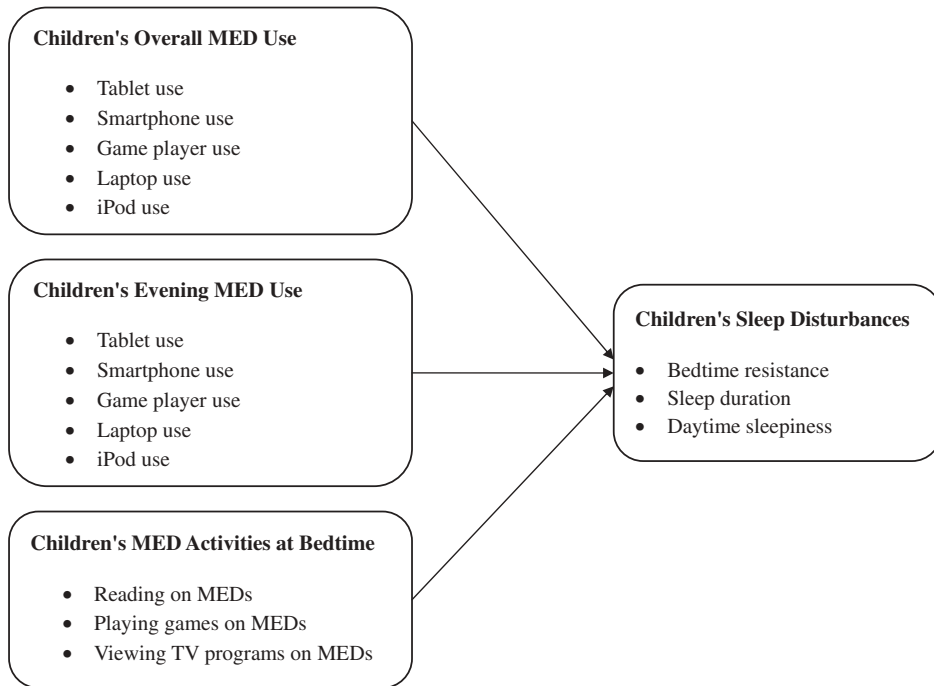 Children's Overall MED Use
• Tablet use
• Smartphone use
• Game player use
• Laptop use
• iPod use
Children's Evening MED Use
• Tablet use
• Smartphone use
• Game player use
• Laptop use
• iPod use
Children's MED Activities at Bedtime
• Reading on MEDs
• Playing games on MEDs
• Viewing TV programs on MEDs
Children's Sleep Disturbances
• Bedtime resistance
• Sleep duration
• Daytime sleepiness